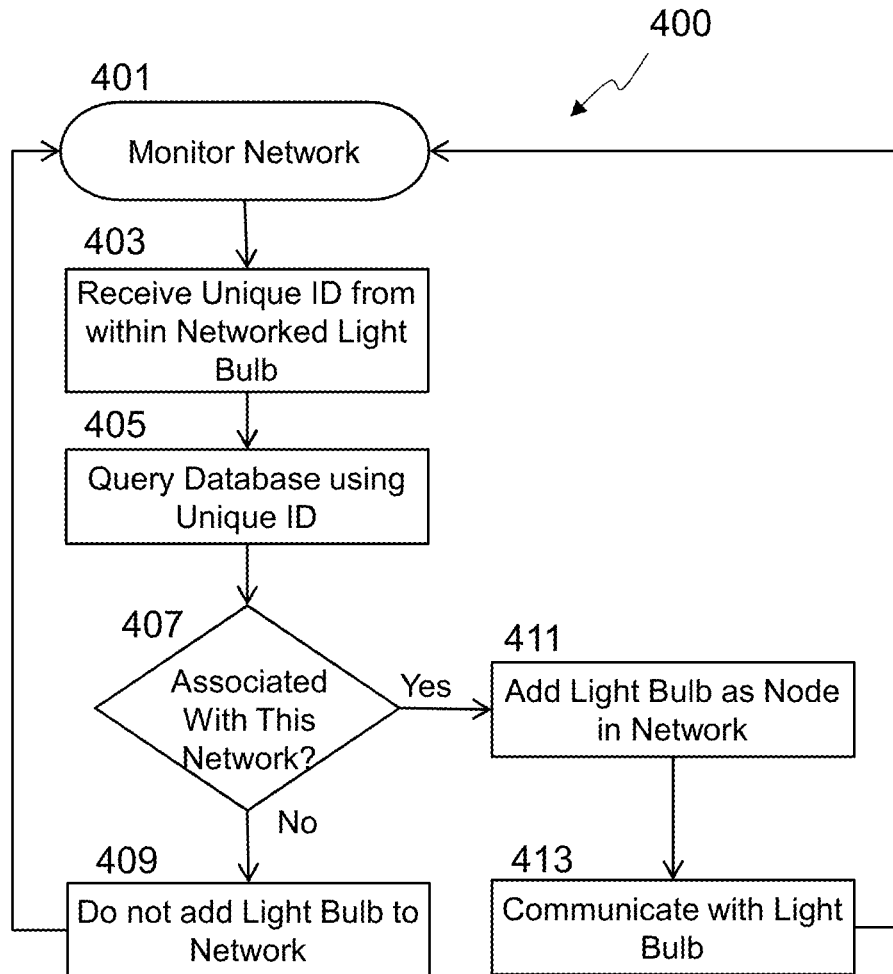 400
401
Monitor Network
403
Receive Unique ID from
within Networked Light
Bulb
405
Query Database using
Unique ID
407
Associated
With This
Network?
Yes
No
411
Add Light Bulb as Node
in Network
409
Do not add Light Bulb to
Network
413
Communicate with Light
Bulb